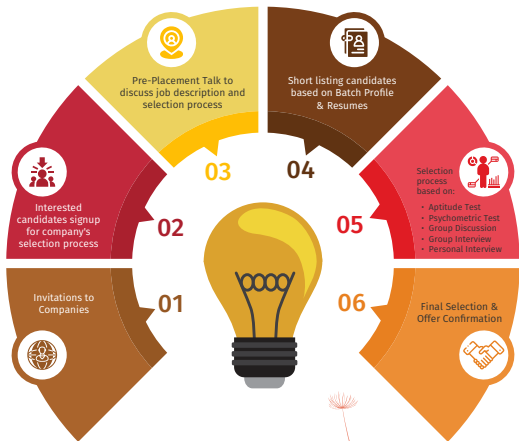 Invitations to
Companies
01
Interested
candidates signup
for company's
selection process
02
Pre-Placement Talk to
discuss job description and
selection process
03
Short listing candidates
based on Batch Profile
& Resumes
04
Selection
process
based on:
• Aptitude Test
• Psychometric Test
• Group Discussion
• Group Interview
• Personal Interview
05
Final Selection &
Offer Confirmation
06